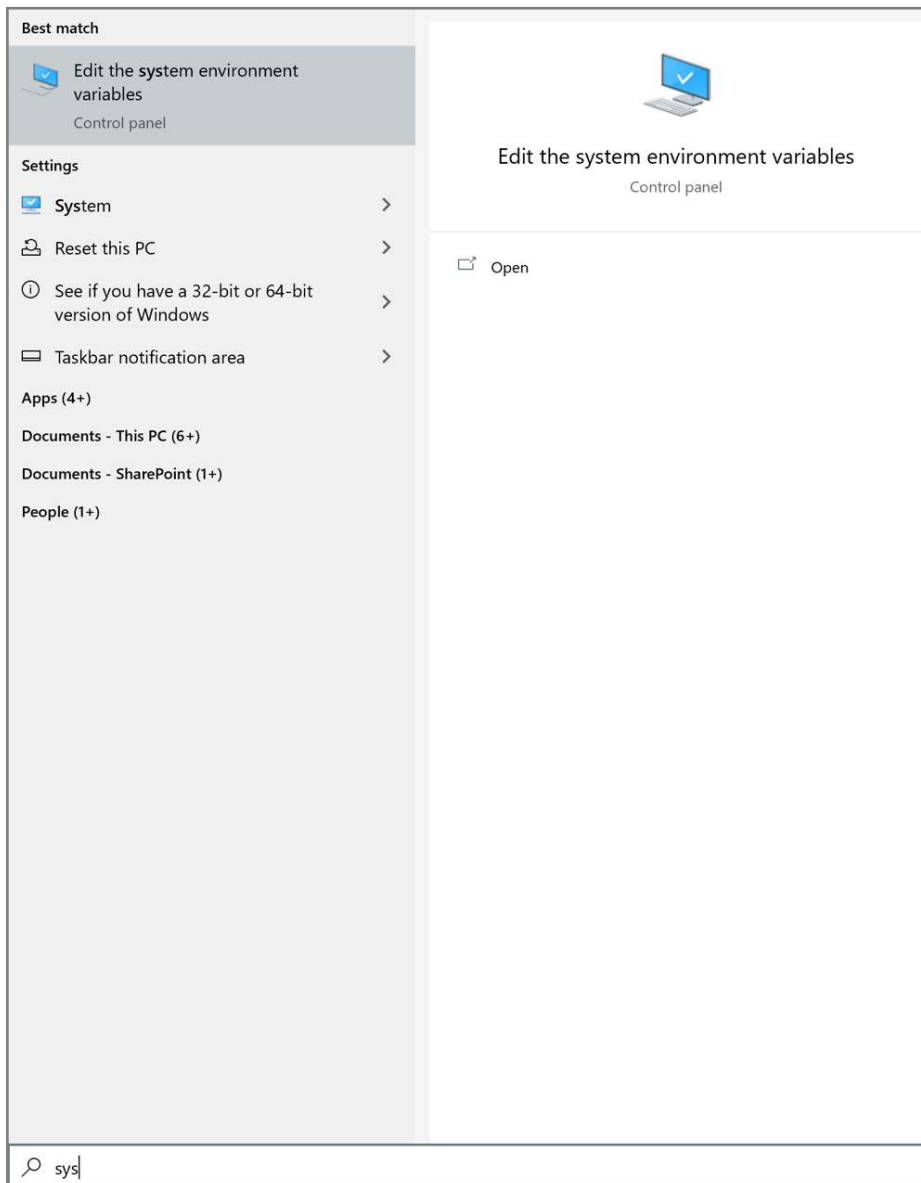 Best match
Edit the system environment
variables
Control panel
Settings
System
Reset this PC
See if you have a 32-bit or 64-bit
version of Windows
Taskbar notification area
Apps (4+)
Documents - This PC (6+)
Documents - SharePoint (1+)
People (1+)
Edit the system environment variables
Control panel
Open
sys